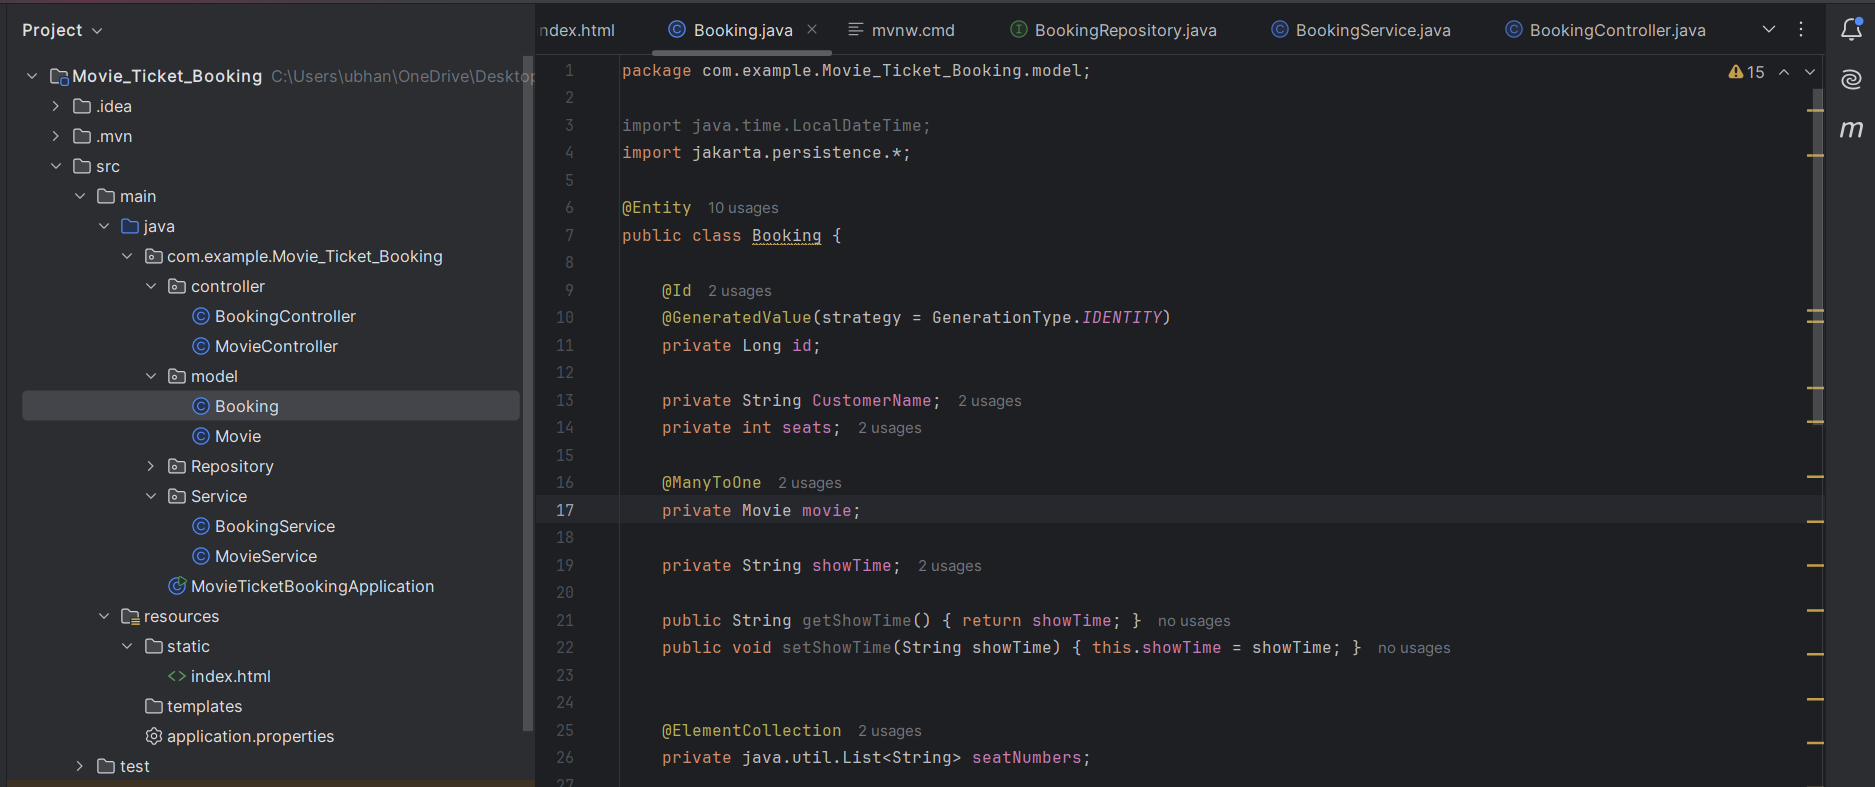 Project
ndex.html Booking.java mvnw.cmd BookingRepository.java BookingService.java BookingController.java
Movie_Ticket_Booking C:\Users\ubhan\OneDrive\Desktop
.idea
.mvn
src
main
java
com.example.Movie_Ticket_Booking
controller
BookingController
MovieController
model
Booking
Movie
Repository
Service
BookingService
MovieService
MovieTicketBookingApplication
resources
static
<> index.html
templates
application.properties
test
15
1 package com.example.Movie_Ticket_Booking.model;
2
3 import java.time.LocalDateTime;
4 import jakarta.persistence.*;
5
6 @Entity 10 usages
7 public class Booking {
8
9 @Id 2 usages
10 @GeneratedValue(strategy = GenerationType.IDENTITY)
11 private Long id;
12
13 private String CustomerName; 2 usages
14 private int seats; 2 usages
15
16 @ManyToOne 2 usages
17 private Movie movie;
18
19 private String showTime; 2 usages
20
21 public String getShowTime() { return showTime; } no usages
22 public void setShowTime(String showTime) { this.showTime = showTime; } no usages
23
24
25 @ElementCollection 2 usages
26 private java.util.List<String> seatNumbers;
27
m